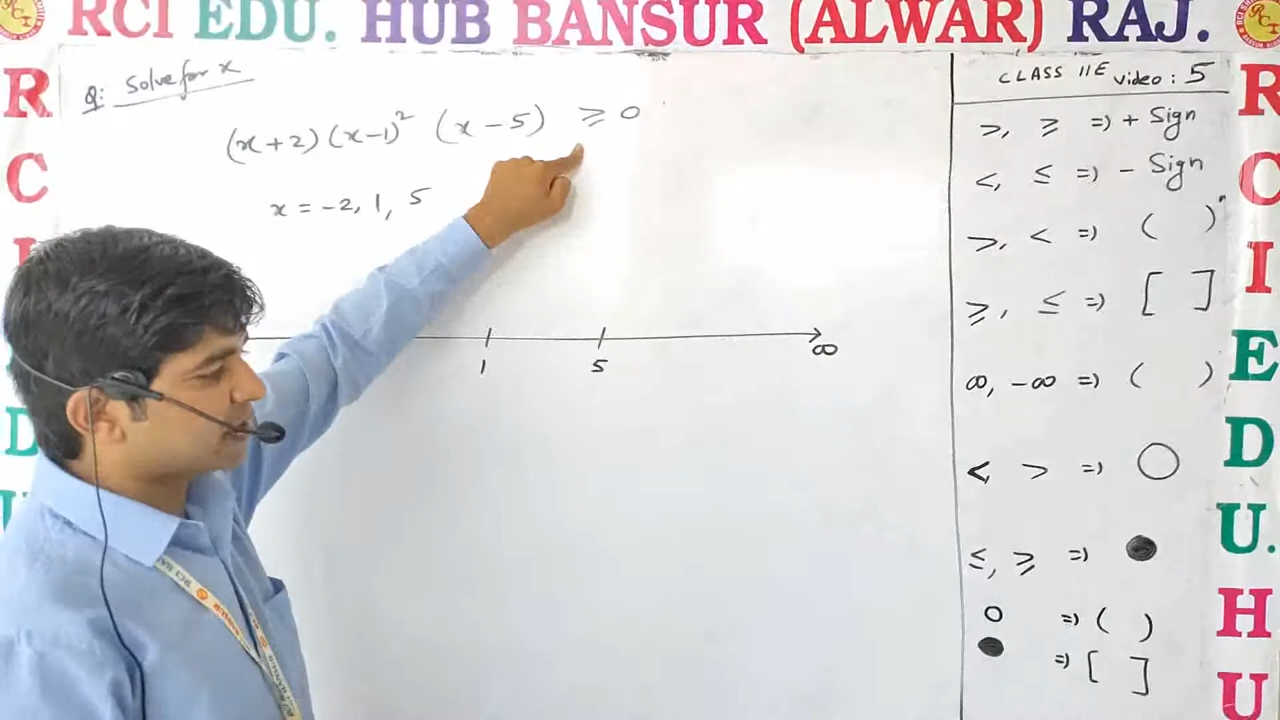 RCI EDU. HUB BANSUR (ALWAR) RAJ.
Q: Solve for x
(x+2)(x-1)² (x-5) ≥ 0
x = -2, 1, 5
1 5 ∞
CLASS 11E video: 5
>, ≥ => + Sign
<, ≤ => - Sign
>, < => ( )
≥, ≤ => [ ]
∞, -∞ => ( )
< > => ○
≤, ≥ => ●
○ => ( )
● => [ ]
R
C
I
E
D
U
R
C
I
E
D
U.
H
U